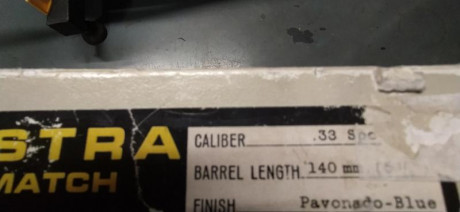 STRA
MATCH
CALIBER .33 Spc
BARREL LENGTH 140 mm
FINISH Pavonado-Blue